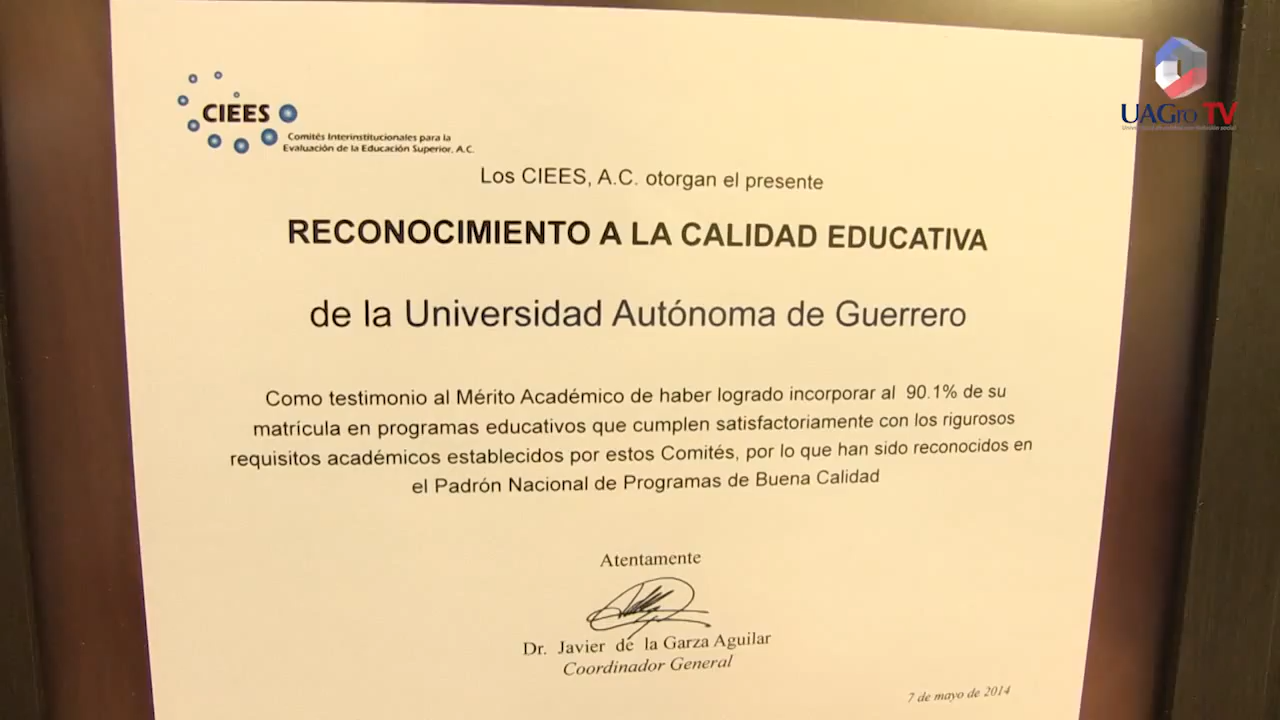 CIEES
Comités Interinstitucionales para la
Evaluación de la Educación Superior, A.C.
UAGro TV
Los CIEES, A.C. otorgan el presente
RECONOCIMIENTO A LA CALIDAD EDUCATIVA
de la Universidad Autónoma de Guerrero
Como testimonio al Mérito Académico de haber logrado incorporar al 90.1% de su
matrícula en programas educativos que cumplen satisfactoriamente con los rigurosos
requisitos académicos establecidos por estos Comités, por lo que han sido reconocidos en
el Padrón Nacional de Programas de Buena Calidad
Atentamente
Dr. Javier de la Garza Aguilar
Coordinador General
7 de mayo de 2014